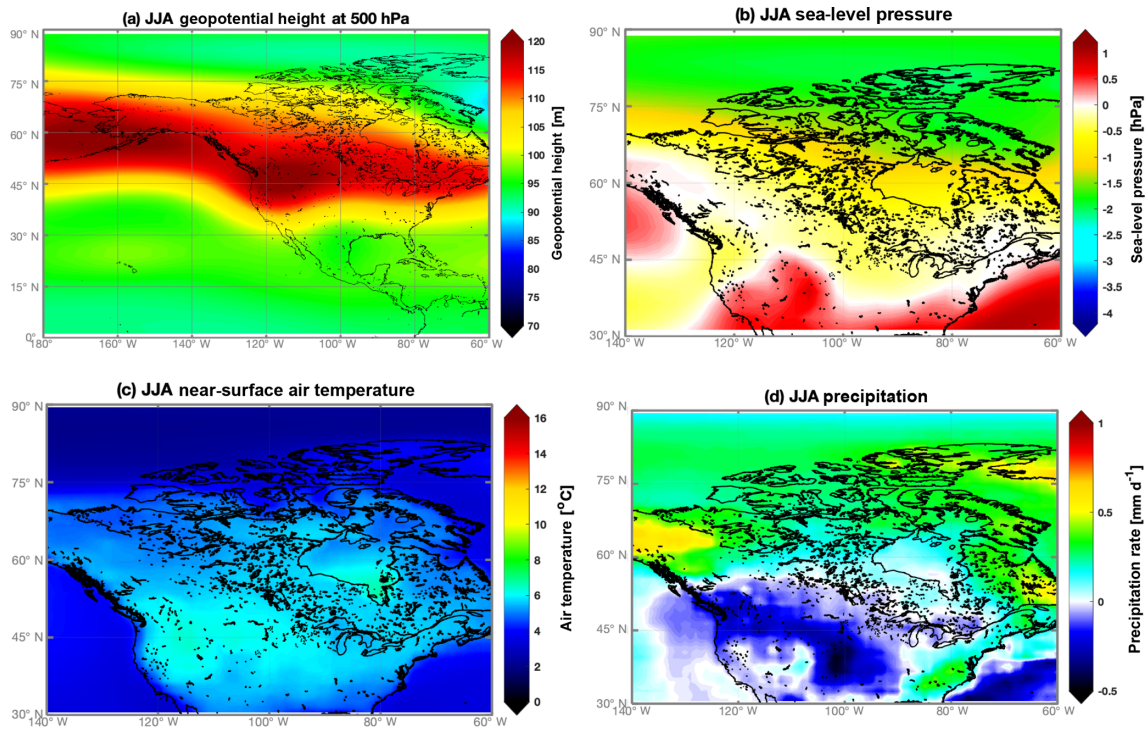 (a) JJA geopotential height at 500 hPa
90° N
75° N
60° N
45° N
30° N
15° N
0°
180° W
160° W
140° W
120° W
100° W
80° W
60° W
120
115
110
105
100
95
90
85
80
75
70
Geopotential height [m]
(b) JJA sea-level pressure
90° N
75° N
60° N
45° N
30° N
140° W
120° W
100° W
80° W
60° W
1
0.5
0
-0.5
-1
-1.5
-2
-2.5
-3
-3.5
-4
Sea-level pressure [hPa]
(c) JJA near-surface air temperature
90° N
75° N
60° N
45° N
30° N
140° W
120° W
100° W
80° W
60° W
16
14
12
10
8
6
4
2
0
Air temperature [°C]
(d) JJA precipitation
90° N
75° N
60° N
45° N
30° N
140° W
120° W
100° W
80° W
60° W
1
0.5
0
-0.5
Precipitation rate [mm d⁻¹]